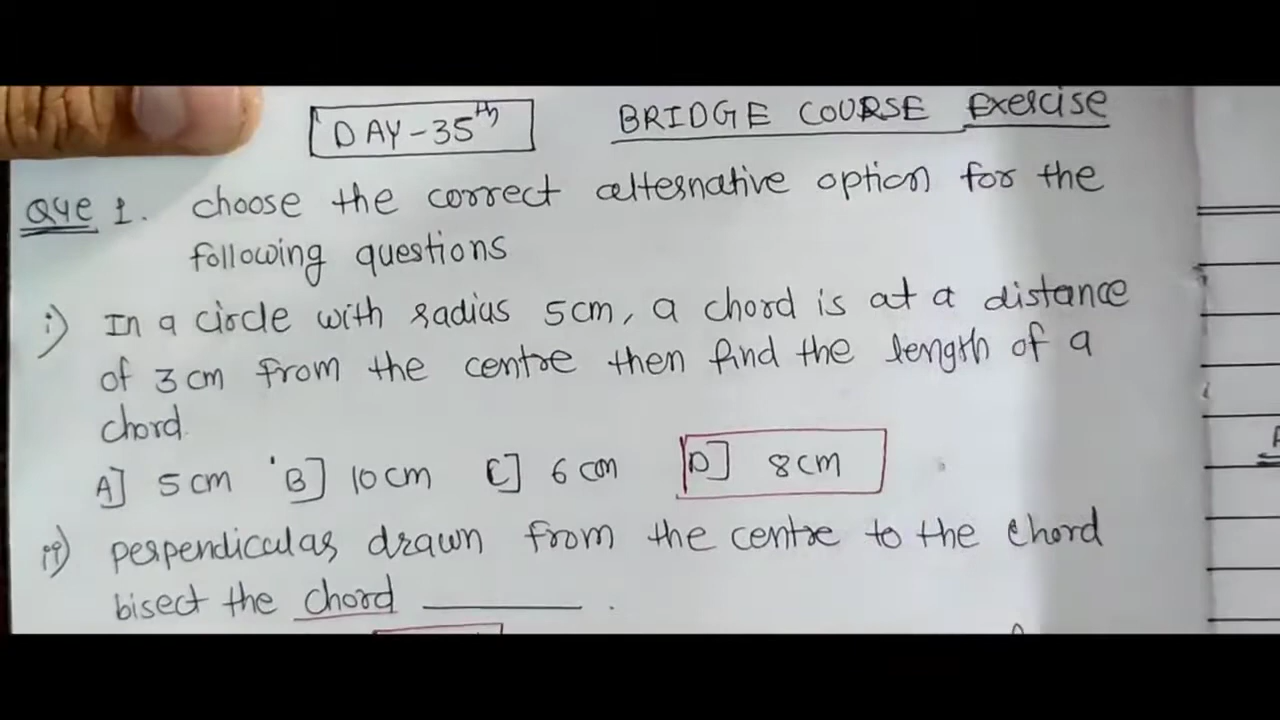 DAY-35th BRIDGE COURSE Exercise
Que 1. choose the correct alternative option for the
following questions
i) In a circle with radius 5cm, a chord is at a distance
of 3cm from the centre then find the length of a
chord.
A] 5cm B] 10cm C] 6cm D] 8cm
ii) perpendicular drawn from the centre to the chord
bisect the chord ______ .